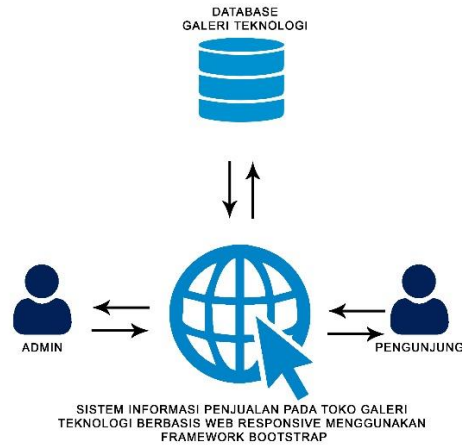 DATABASE
GALERI TEKNOLOGI
ADMIN
PENGUNJUNG
SISTEM INFORMASI PENJUALAN PADA TOKO GALERI
TEKNOLOGI BERBASIS WEB RESPONSIVE MENGGUNAKAN
FRAMEWORK BOOTSTRAP